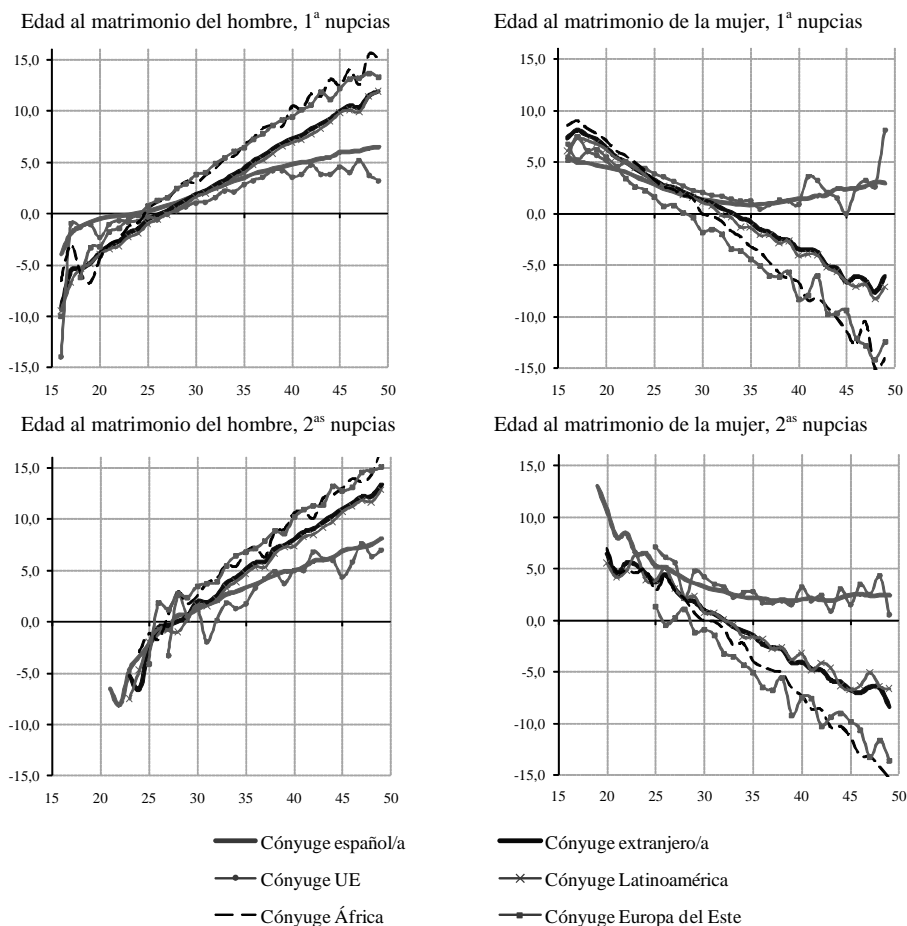 Edad al matrimonio del hombre, 1ª nupcias
15,0
10,0
5,0
0,0
-5,0
-10,0
-15,0
15 20 25 30 35 40 45 50
Edad al matrimonio de la mujer, 1ª nupcias
15,0
10,0
5,0
0,0
-5,0
-10,0
-15,0
15 20 25 30 35 40 45 50
Edad al matrimonio del hombre, 2as nupcias
15,0
10,0
5,0
0,0
-5,0
-10,0
-15,0
15 20 25 30 35 40 45 50
Edad al matrimonio de la mujer, 2as nupcias
15,0
10,0
5,0
0,0
-5,0
-10,0
-15,0
15 20 25 30 35 40 45 50
Cónyuge español/a
Cónyuge extranjero/a
Cónyuge UE
Cónyuge Latinoamérica
Cónyuge África
Cónyuge Europa del Este